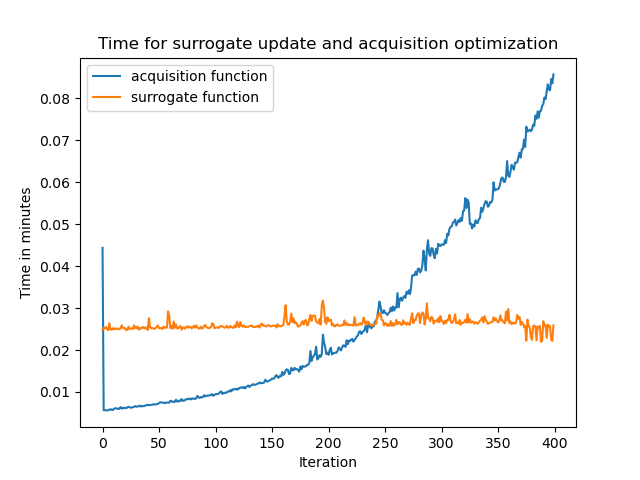 Time for surrogate update and acquisition optimization
acquisition function
surrogate function
0.08
0.07
0.06
0.05
0.04
0.03
0.02
0.01
Time in minutes
0 50 100 150 200 250 300 350 400
Iteration